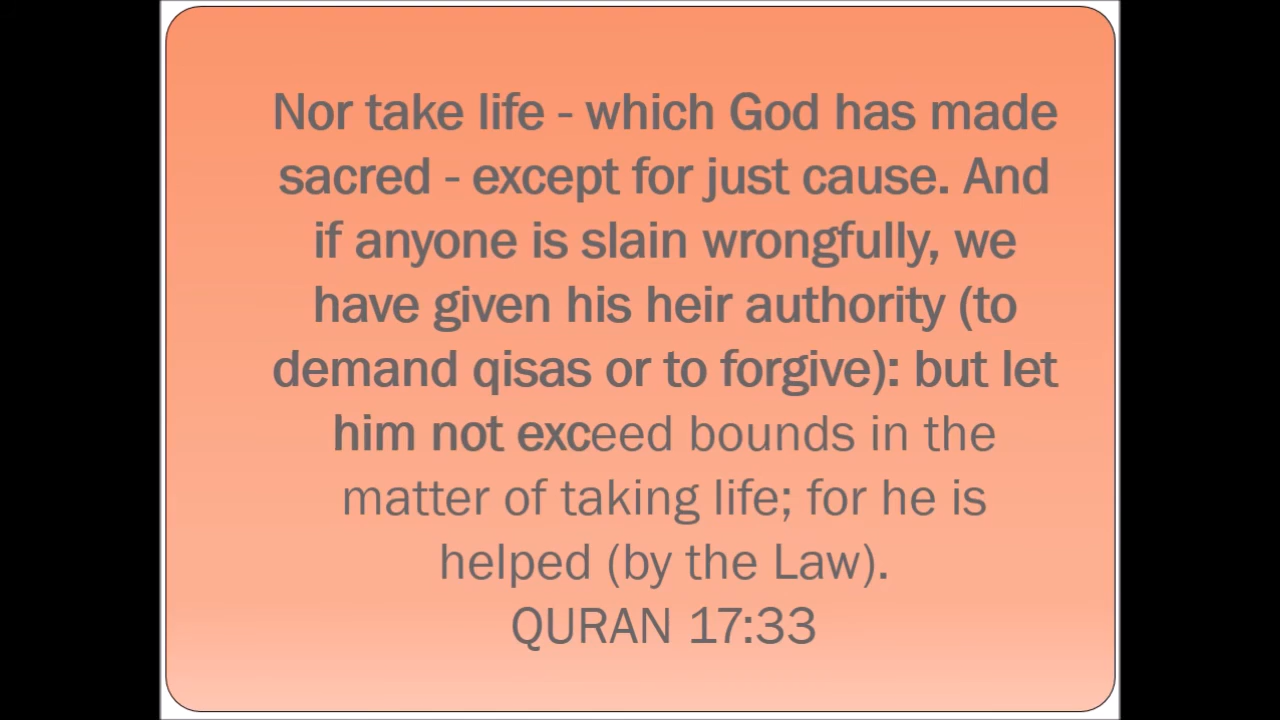 Nor take life - which God has made
sacred - except for just cause. And
if anyone is slain wrongfully, we
have given his heir authority (to
demand qisas or to forgive): but let
him not exceed bounds in the
matter of taking life; for he is
helped (by the Law).
QURAN 17:33